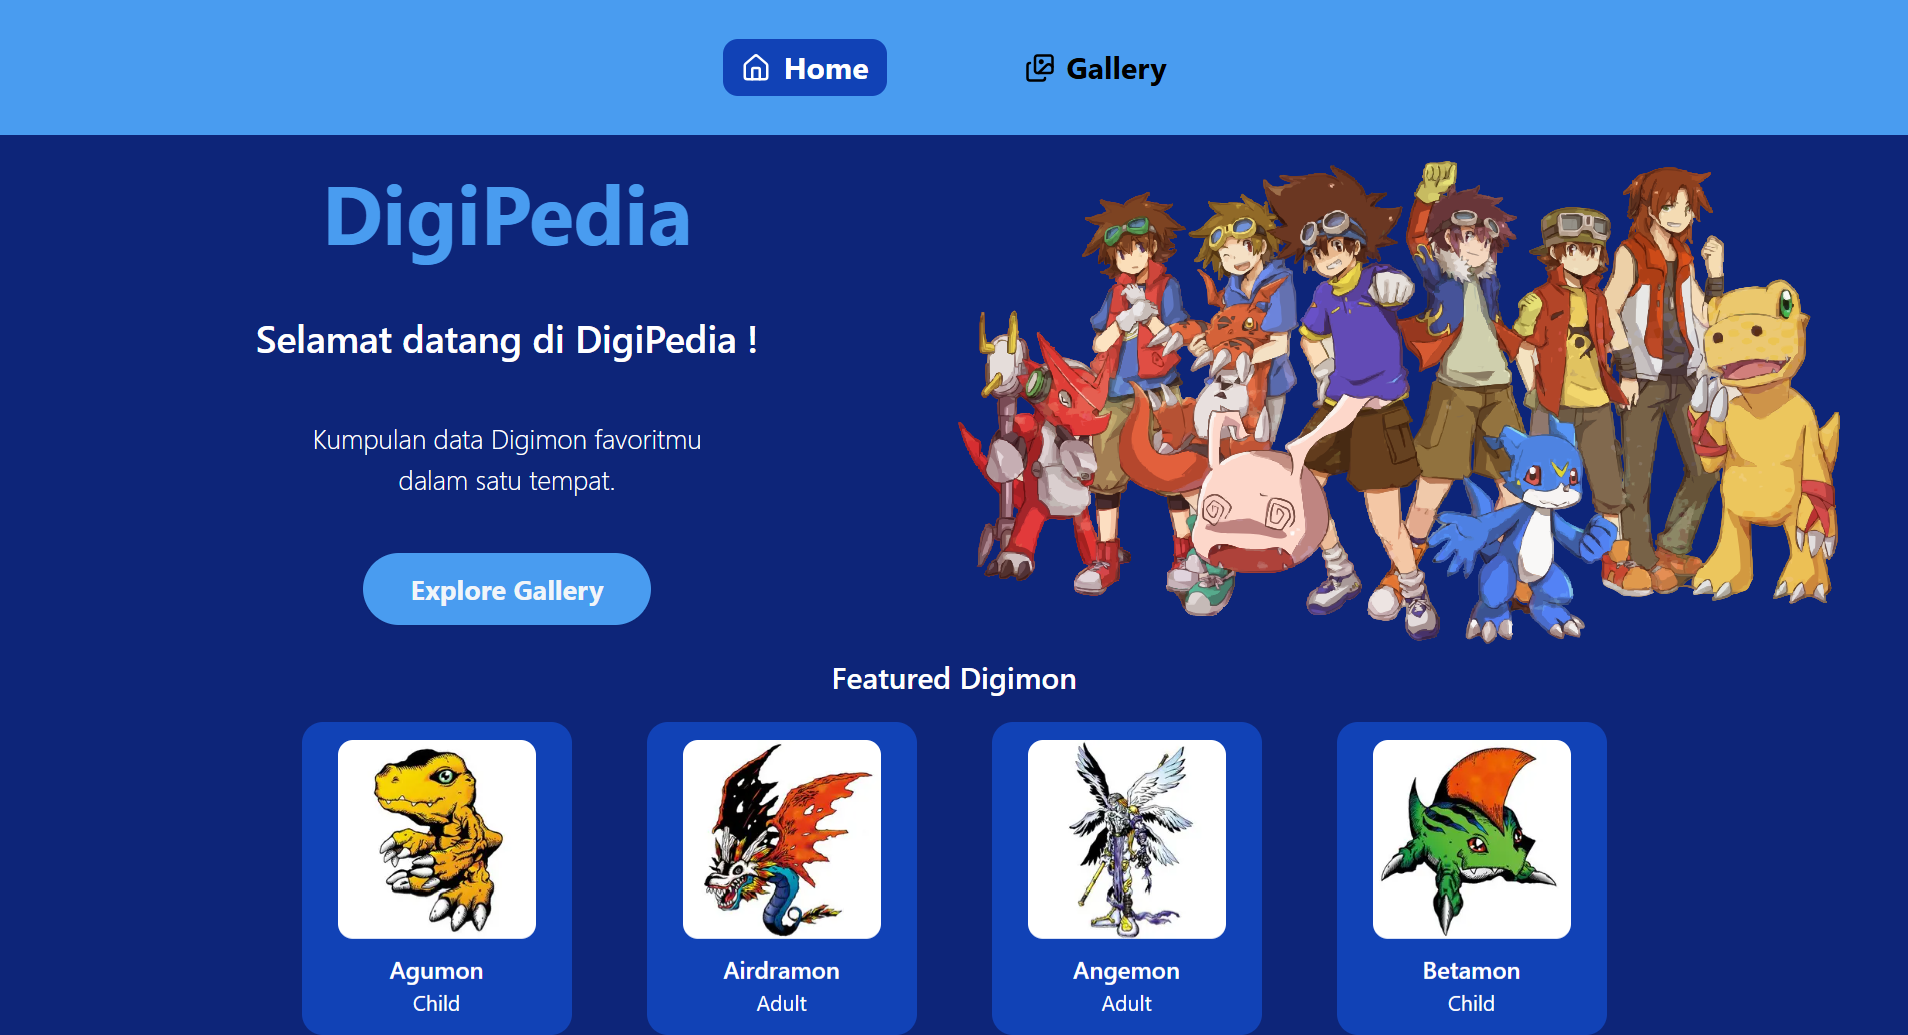 Home
Gallery
DigiPedia
Selamat datang di DigiPedia !
Kumpulan data Digimon favoritmu
dalam satu tempat.
Explore Gallery
Featured Digimon
Agumon
Child
Airdramon
Adult
Angemon
Adult
Betamon
Child